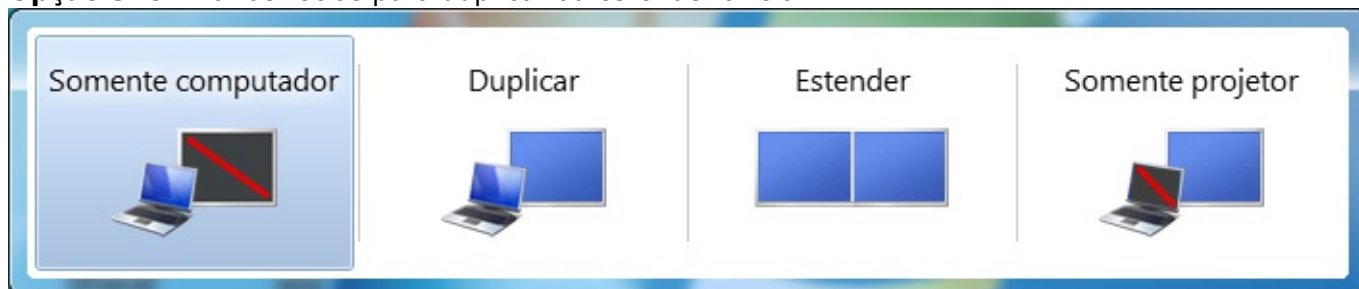 Somente computador
Duplicar
Estender
Somente projetor